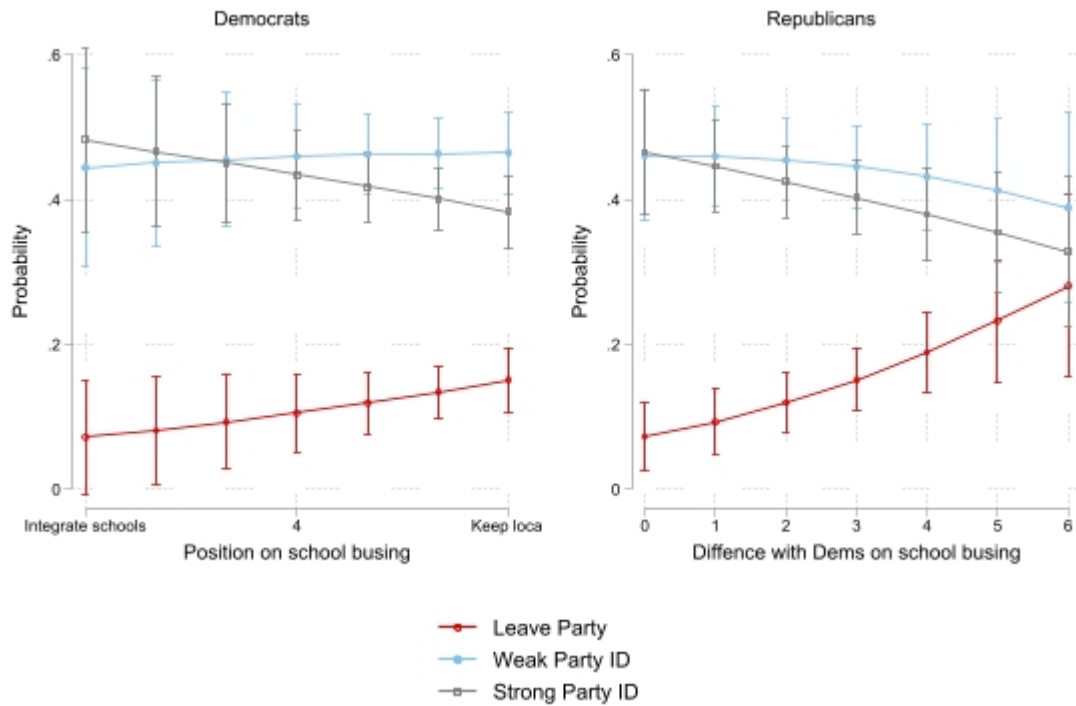 Democrats
Republicans
.6
.4
.2
0
Probability
Integrate schools
4
Keep loca
Position on school busing
.6
.4
.2
0
Probability
0
1
2
3
4
5
6
Diffence with Dems on school busing
Leave Party
Weak Party ID
Strong Party ID